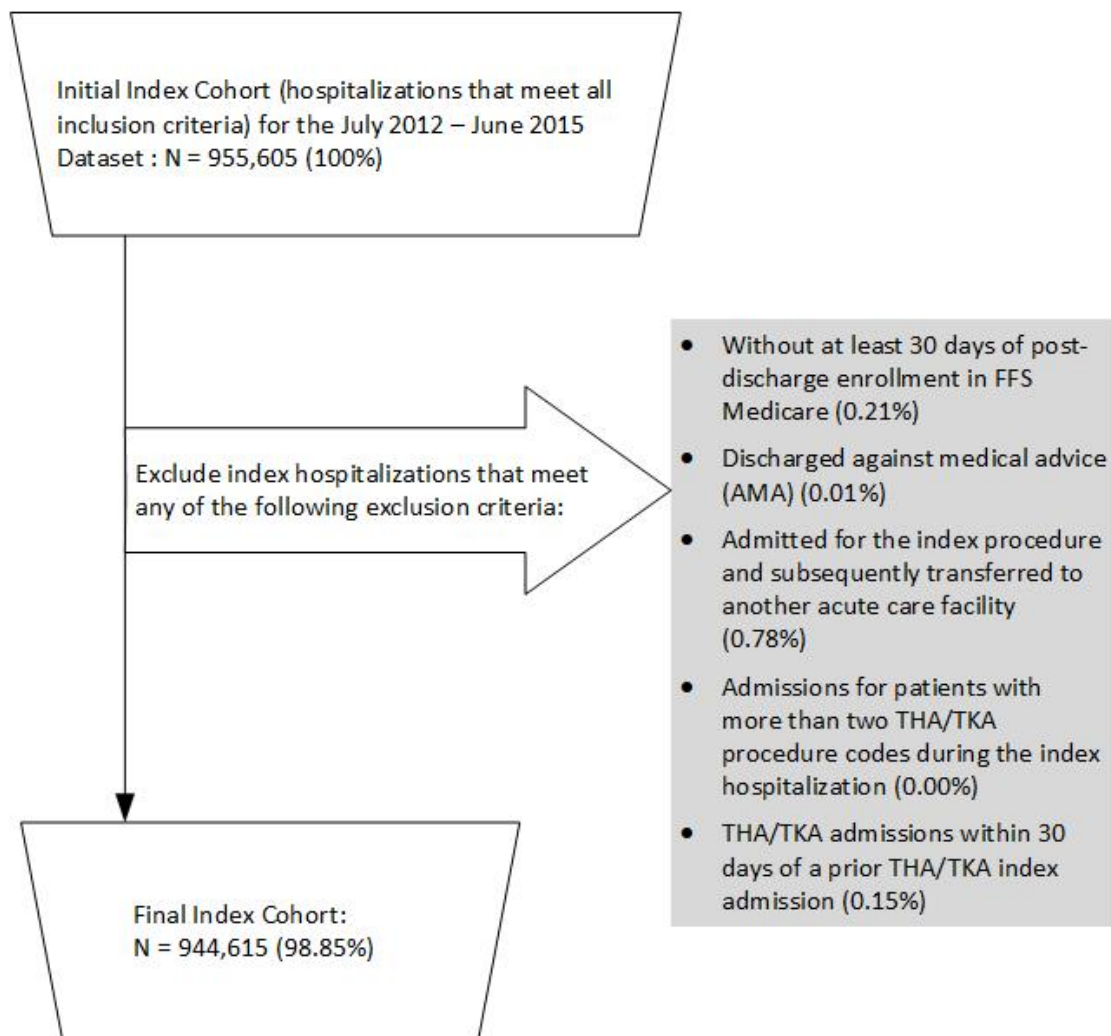 Initial Index Cohort (hospitalizations that meet all
inclusion criteria) for the July 2012 – June 2015
Dataset : N = 955,605 (100%)
Exclude index hospitalizations that meet
any of the following exclusion criteria:
• Without at least 30 days of post-
discharge enrollment in FFS
Medicare (0.21%)
• Discharged against medical advice
(AMA) (0.01%)
• Admitted for the index procedure
and subsequently transferred to
another acute care facility
(0.78%)
• Admissions for patients with
more than two THA/TKA
procedure codes during the index
hospitalization (0.00%)
• THA/TKA admissions within 30
days of a prior THA/TKA index
admission (0.15%)
Final Index Cohort:
N = 944,615 (98.85%)